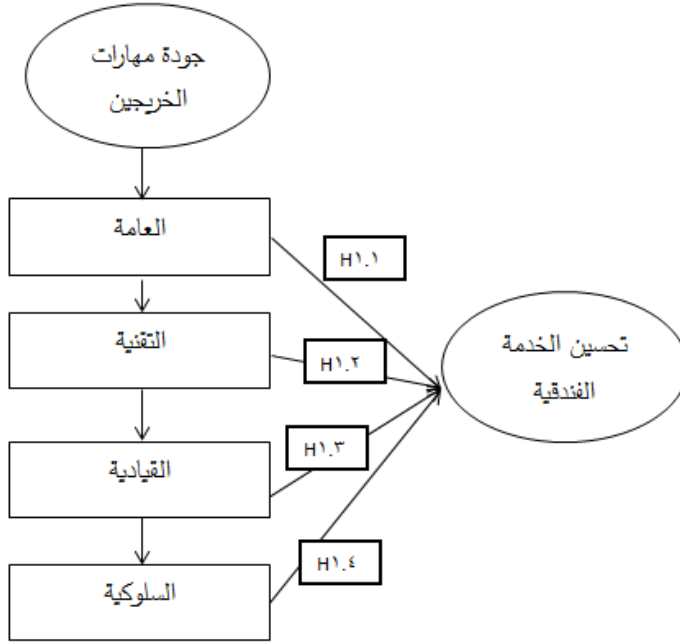 جودة مهارات
الخريجين
العامة
H١.١
التقنية
H١.٢
تحسين الخدمة
الفندقية
القيادية
H١.٣
السلوكية
H١.٤